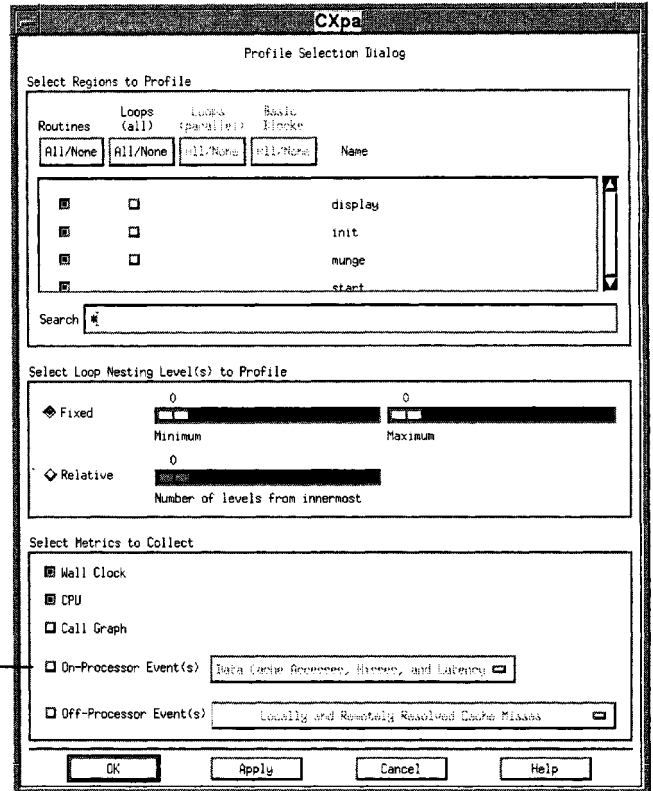 CXpa
Profile Selection Dialog
Select Regions to Profile
Routines
Loops (all)
Loops (parallel)
Basic Blocks
All/None All/None All/None All/None Name
display
init
munge
start
Search *
Select Loop Nesting Level(s) to Profile
Fixed
0
Minimum
0
Maximum
Relative
0
Number of levels from innermost
Select Metrics to Collect
Wall Clock
CPU
Call Graph
On-Processor Event(s) Data Cache Accesses, Misses, and Latency
Off-Processor Event(s) Locally and Remotely Resolved Cache Misses
OK Apply Cancel Help